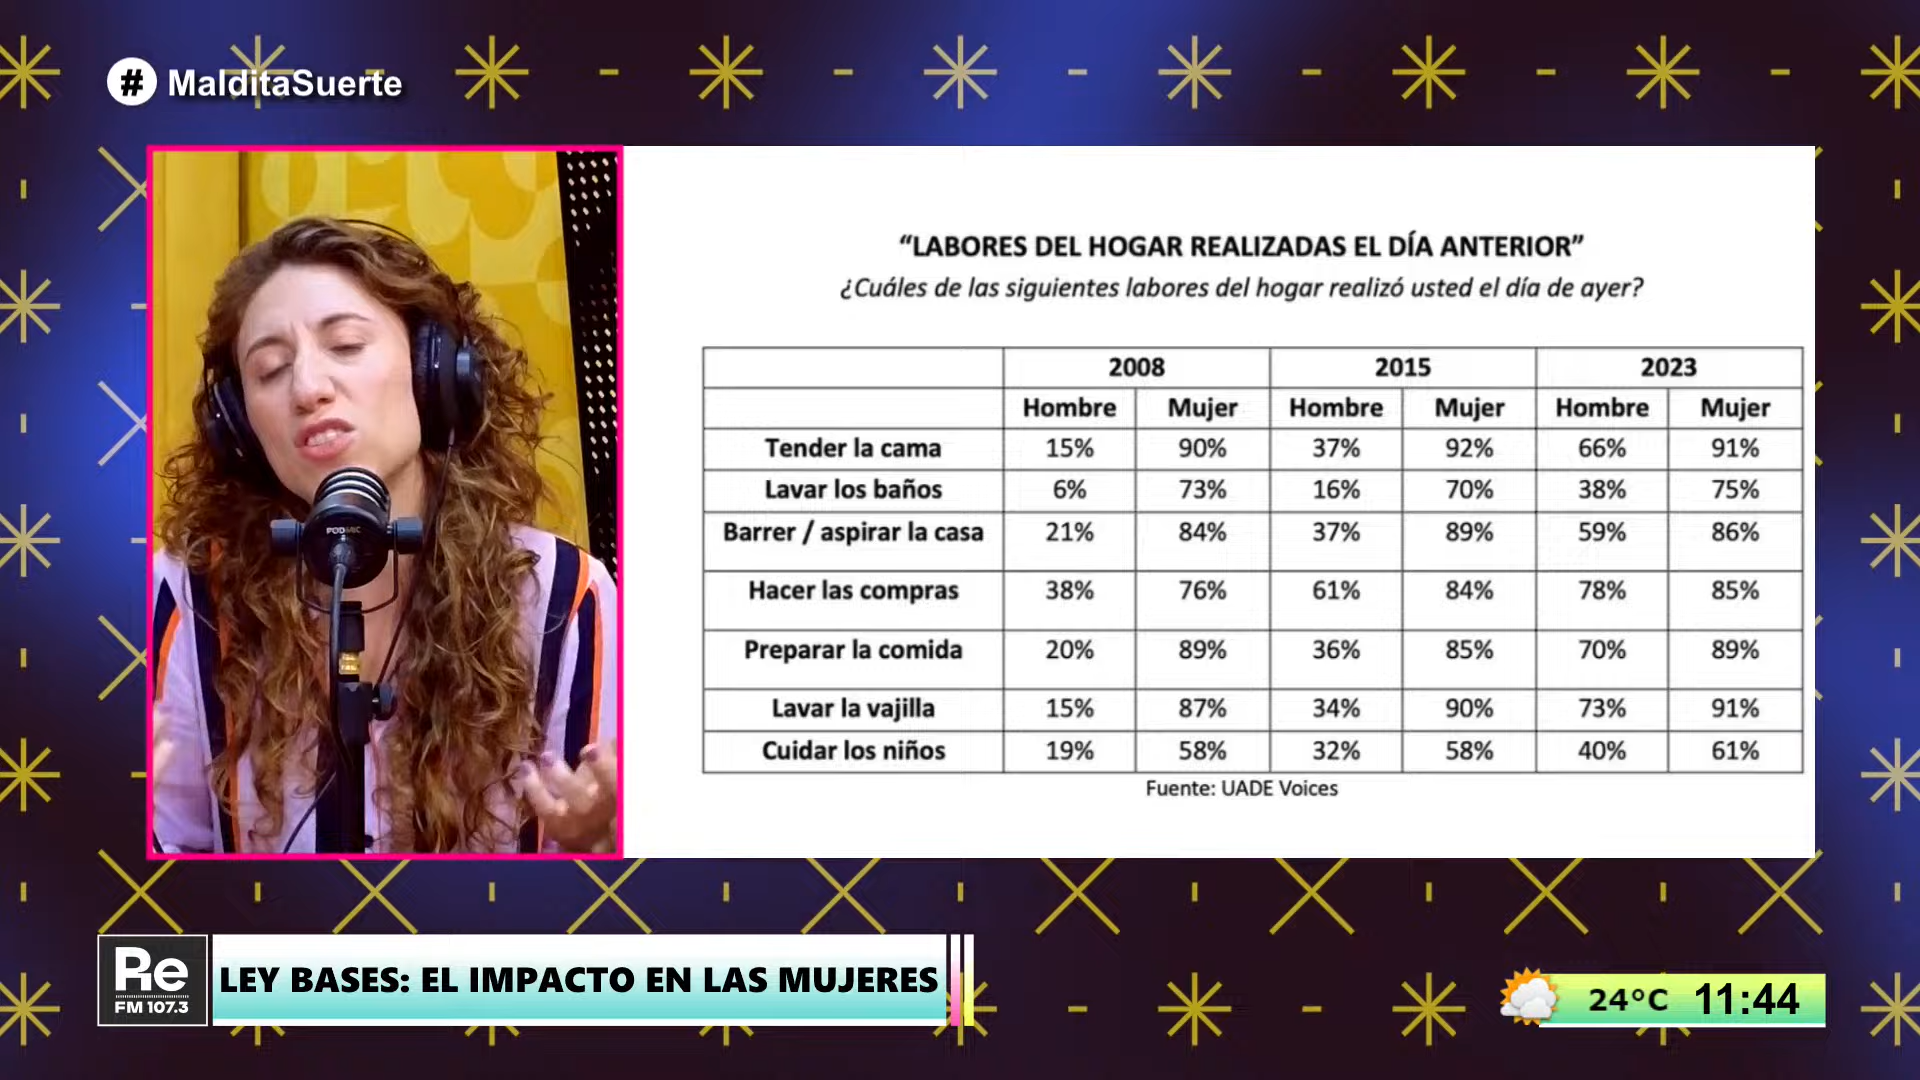 # MalditaSuerte
“LABORES DEL HOGAR REALIZADAS EL DÍA ANTERIOR”
¿Cuáles de las siguientes labores del hogar realizó usted el día de ayer?
2008 2015 2023
Hombre Mujer Hombre Mujer Hombre Mujer
Tender la cama 15% 90% 37% 92% 66% 91%
Lavar los baños 6% 73% 16% 70% 38% 75%
Barrer / aspirar la casa 21% 84% 37% 89% 59% 86%
Hacer las compras 38% 76% 61% 84% 78% 85%
Preparar la comida 20% 89% 36% 85% 70% 89%
Lavar la vajilla 15% 87% 34% 90% 73% 91%
Cuidar los niños 19% 58% 32% 58% 40% 61%
Fuente: UADE Voices
PODMIC
Re
FM 107.3
LEY BASES: EL IMPACTO EN LAS MUJERES
24°C 11:44